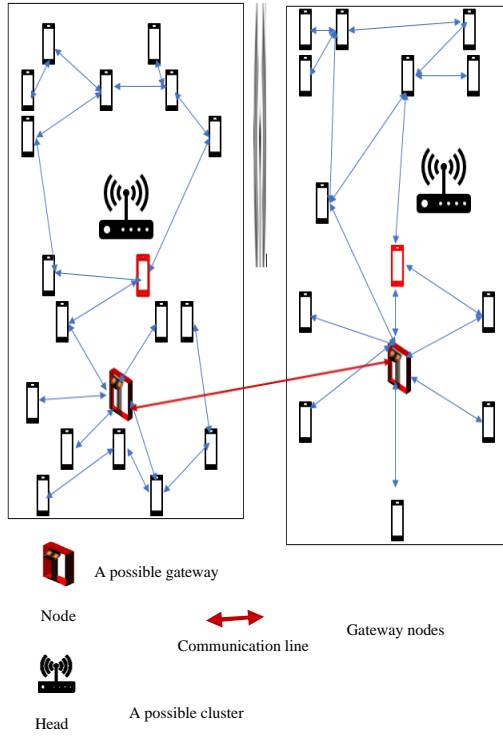 A possible gateway
Node
Communication line
Gateway nodes
A possible cluster
Head